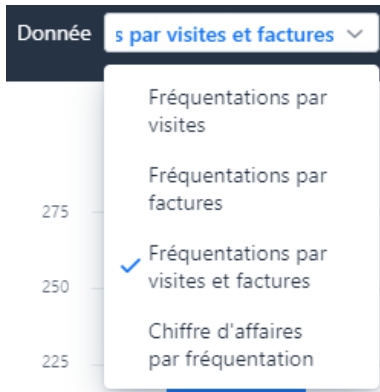 Donnée s par visites et factures
Fréquentations par
visites
Fréquentations par
factures
275
Fréquentations par
visites et factures
250
Chiffre d'affaires
par fréquentation
225